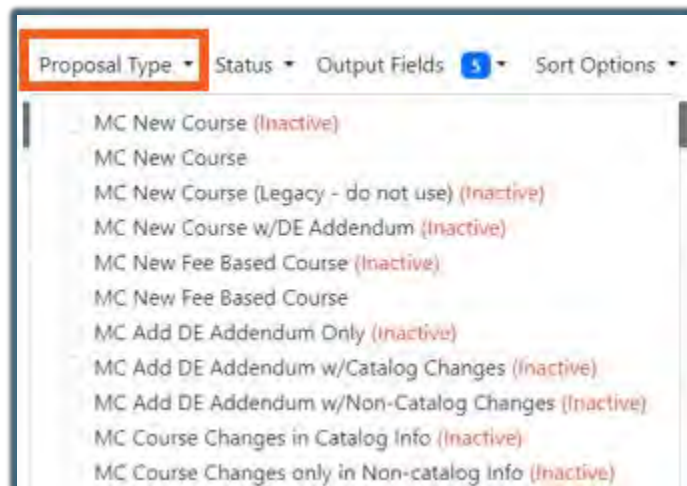 Proposal Type Status Output Fields 5 Sort Options
MC New Course (Inactive)
MC New Course
MC New Course (Legacy - do not use) (Inactive)
MC New Course w/DE Addendum (Inactive)
MC New Fee Based Course (Inactive)
MC New Fee Based Course
MC Add DE Addendum Only (Inactive)
MC Add DE Addendum w/Catalog Changes (Inactive)
MC Add DE Addendum w/Non-Catalog Changes (Inactive)
MC Course Changes in Catalog Info (Inactive)
MC Course Changes only in Non-catalog Info (Inactive)